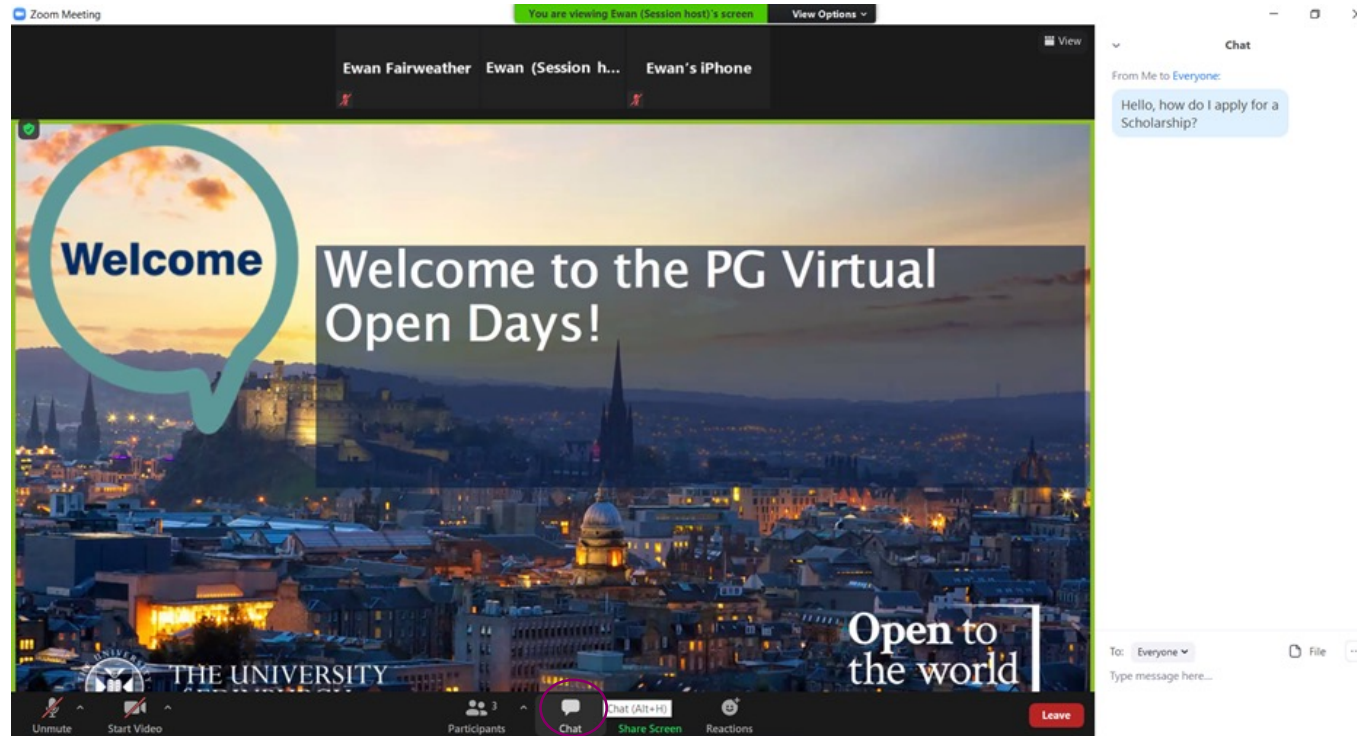 Zoom Meeting
You are viewing Ewan (Session host)'s screen
View Options
View
Ewan Fairweather
Ewan (Session h...
Ewan's iPhone
Welcome
Welcome to the PG Virtual
Open Days!
THE UNIVERSITY
Open to
the world
Unmute
Start Video
3
Participants
Chat
Chat (Alt+H)
Share Screen
Reactions
Leave
Chat
From Me to Everyone:
Hello, how do I apply for a
Scholarship?
To: Everyone
File
Type message here...